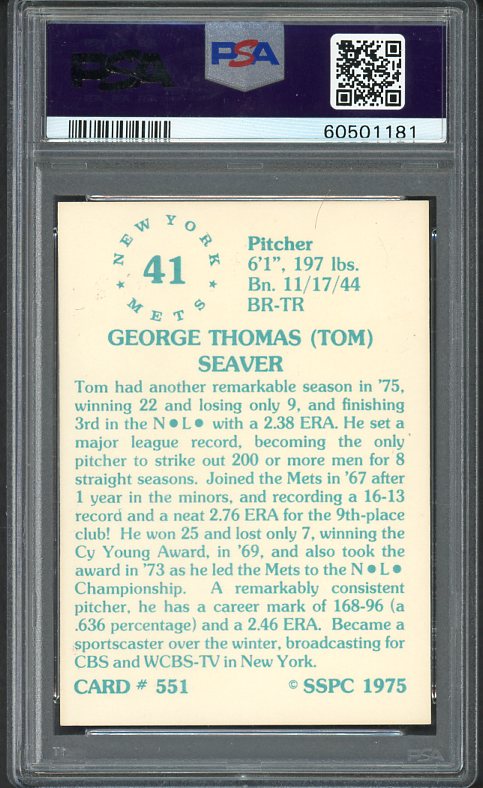 PSA
PSA
60501181
NEW YORK
41
METS
Pitcher
6'1", 197 lbs.
Bn. 11/17/44
BR-TR
GEORGE THOMAS (TOM)
SEAVER
Tom had another remarkable season in '75,
winning 22 and losing only 9, and finishing
3rd in the N•L• with a 2.38 ERA. He set a
major league record, becoming the only
pitcher to strike out 200 or more men for 8
straight seasons. Joined the Mets in '67 after
1 year in the minors, and recording a 16-13
record and a neat 2.76 ERA for the 9th-place
club! He won 25 and lost only 7, winning the
Cy Young Award, in '69, and also took the
award in '73 as he led the Mets to the N•L•
Championship. A remarkably consistent
pitcher, he has a career mark of 168-96 (a
.636 percentage) and a 2.46 ERA. Became a
sportscaster over the winter, broadcasting for
CBS and WCBS-TV in New York.
CARD # 551 © SSPC 1975
PSA